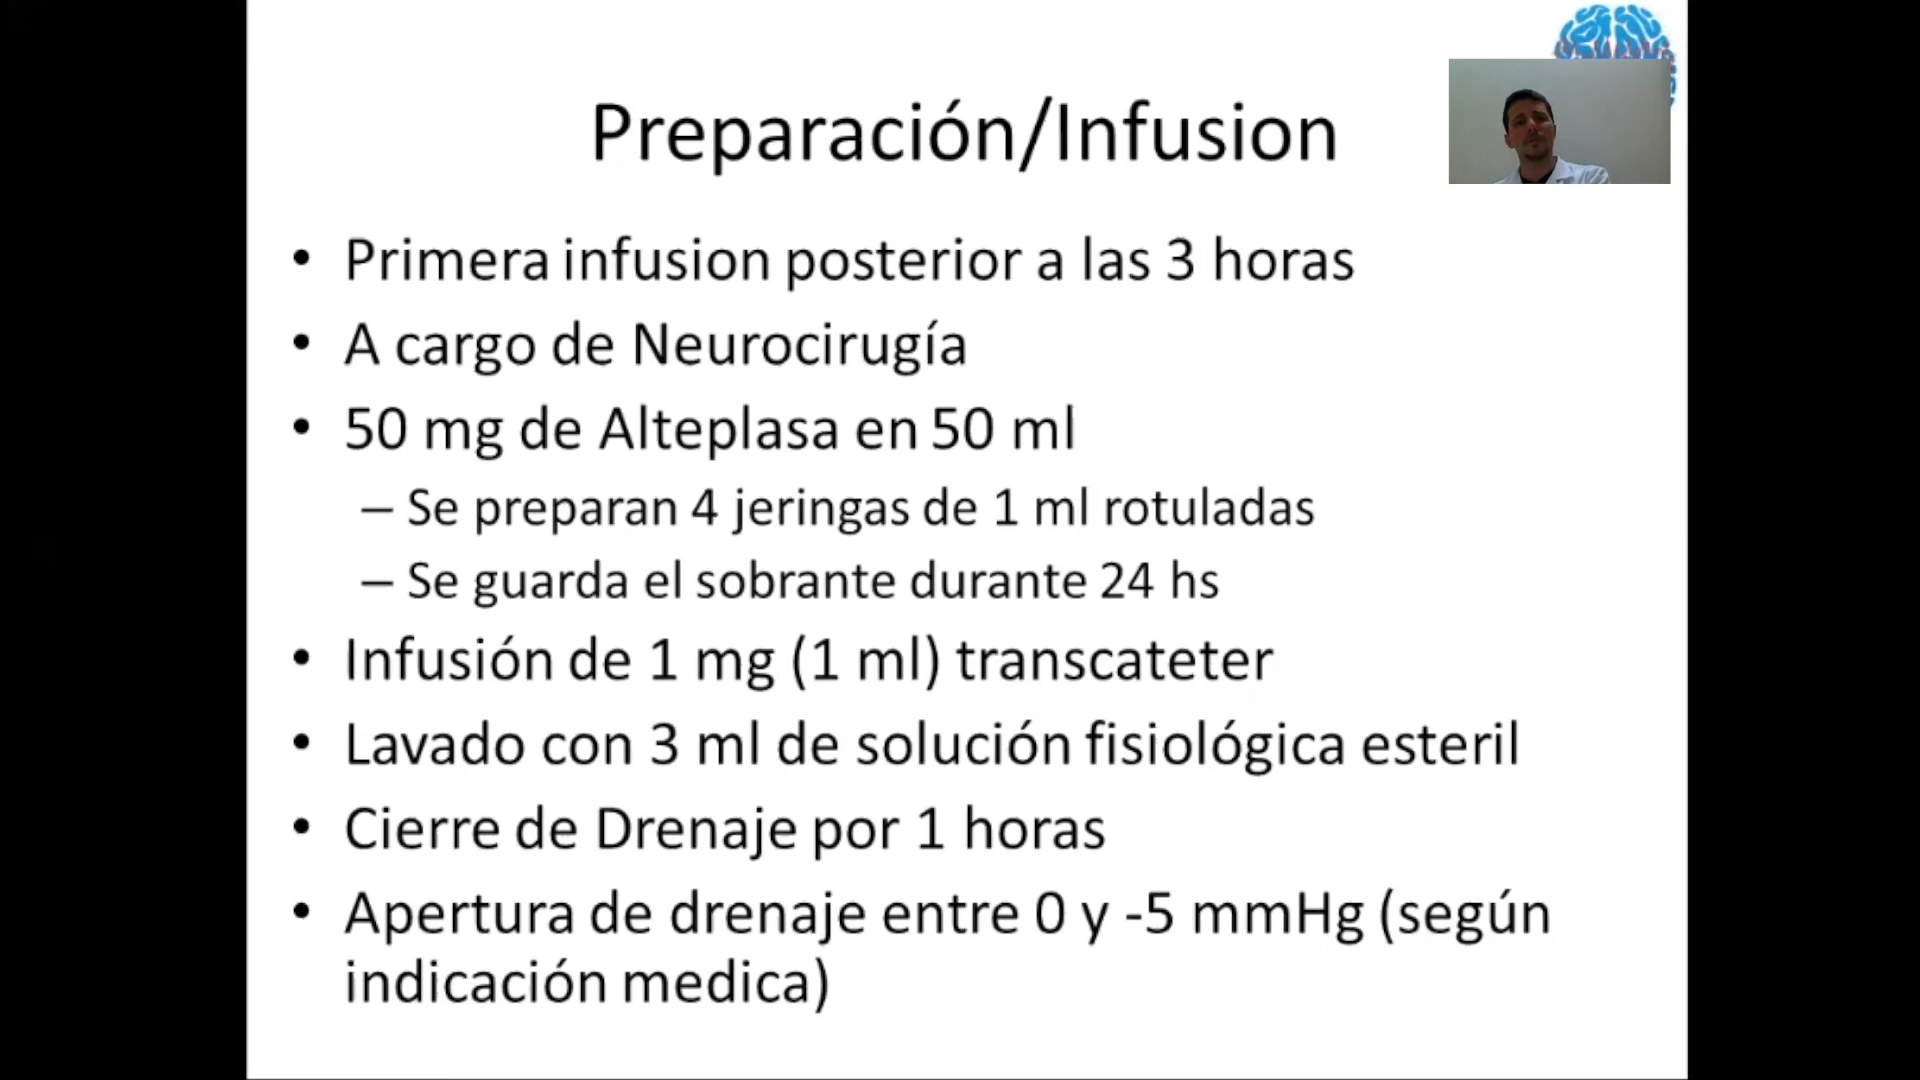 Preparación/Infusion
• Primera infusion posterior a las 3 horas
• A cargo de Neurocirugía
• 50 mg de Alteplasa en 50 ml
– Se preparan 4 jeringas de 1 ml rotuladas
– Se guarda el sobrante durante 24 hs
• Infusión de 1 mg (1 ml) transcateter
• Lavado con 3 ml de solución fisiológica esteril
• Cierre de Drenaje por 1 horas
• Apertura de drenaje entre 0 y -5 mmHg (según
indicación medica)